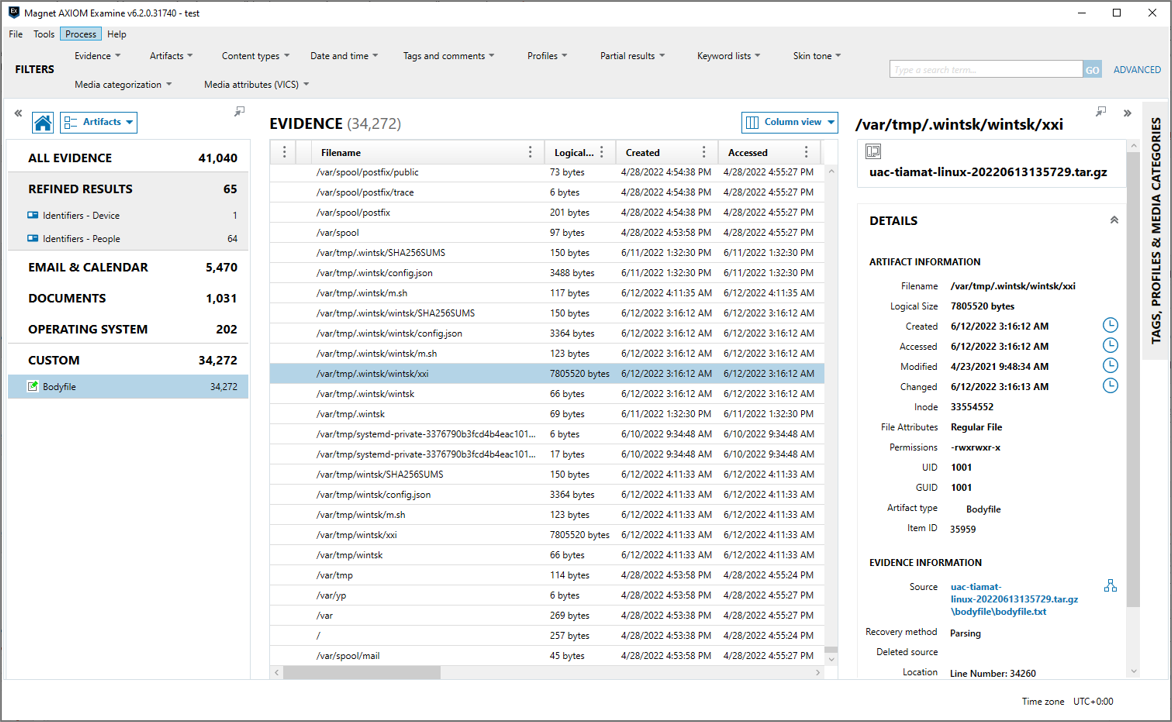 Magnet AXIOM Examine v6.2.0.31740 - test
File Tools Process Help
FILTERS
Evidence Artifacts Content types Date and time Tags and comments Profiles Partial results Keyword lists Skin tone
Media categorization Media attributes (VICS)
Type a search term... GO ADVANCED
Artifacts
ALL EVIDENCE 41,040
REFINED RESULTS 65
Identifiers - Device 1
Identifiers - People 64
EMAIL & CALENDAR 5,470
DOCUMENTS 1,031
OPERATING SYSTEM 202
CUSTOM 34,272
Bodyfile 34,272
EVIDENCE (34,272)
Column view
Filename Logical... Created Accessed
/var/spool/postfix/public 73 bytes 4/28/2022 4:54:38 PM 4/28/2022 4:55:27 PM
/var/spool/postfix/trace 6 bytes 4/28/2022 4:54:38 PM 4/28/2022 4:55:27 PM
/var/spool/postfix 201 bytes 4/28/2022 4:54:38 PM 4/28/2022 4:55:27 PM
/var/spool 97 bytes 4/28/2022 4:53:58 PM 4/28/2022 4:55:27 PM
/var/tmp/.wintsk/SHA256SUMS 150 bytes 6/11/2022 1:32:30 PM 6/11/2022 1:32:30 PM
/var/tmp/.wintsk/config.json 3488 bytes 6/11/2022 1:32:30 PM 6/11/2022 1:32:30 PM
/var/tmp/.wintsk/m.sh 117 bytes 6/12/2022 4:11:35 AM 6/12/2022 4:11:35 AM
/var/tmp/.wintsk/wintsk/SHA256SUMS 150 bytes 6/12/2022 3:16:12 AM 6/12/2022 3:16:12 AM
/var/tmp/.wintsk/wintsk/config.json 3364 bytes 6/12/2022 3:16:12 AM 6/12/2022 3:16:12 AM
/var/tmp/.wintsk/wintsk/m.sh 123 bytes 6/12/2022 3:16:12 AM 6/12/2022 3:16:12 AM
/var/tmp/.wintsk/wintsk/xxi 7805520 bytes 6/12/2022 3:16:12 AM 6/12/2022 3:16:12 AM
/var/tmp/.wintsk/wintsk 66 bytes 6/12/2022 3:16:12 AM 6/12/2022 3:16:12 AM
/var/tmp/.wintsk 69 bytes 6/11/2022 1:32:30 PM 6/11/2022 1:32:30 PM
/var/tmp/systemd-private-3376790b3fcd4b4eac101... 6 bytes 6/10/2022 9:34:48 AM 6/10/2022 9:34:48 AM
/var/tmp/systemd-private-3376790b3fcd4b4eac101... 17 bytes 6/10/2022 9:34:48 AM 6/10/2022 9:34:48 AM
/var/tmp/wintsk/SHA256SUMS 150 bytes 6/12/2022 4:11:33 AM 6/12/2022 4:11:33 AM
/var/tmp/wintsk/config.json 3364 bytes 6/12/2022 4:11:33 AM 6/12/2022 4:11:33 AM
/var/tmp/wintsk/m.sh 123 bytes 6/12/2022 4:11:33 AM 6/12/2022 4:11:33 AM
/var/tmp/wintsk/xxi 7805520 bytes 6/12/2022 4:11:33 AM 6/12/2022 4:11:33 AM
/var/tmp/wintsk 66 bytes 6/12/2022 4:11:33 AM 6/12/2022 4:11:33 AM
/var/tmp 114 bytes 4/28/2022 4:53:58 PM 4/28/2022 4:55:24 PM
/var/yp 6 bytes 4/28/2022 4:53:58 PM 4/28/2022 4:55:27 PM
/var 269 bytes 4/28/2022 4:53:38 PM 4/28/2022 4:55:27 PM
/ 257 bytes 4/28/2022 4:53:38 PM 4/28/2022 4:55:24 PM
/var/spool/mail 45 bytes 4/28/2022 4:53:58 PM 4/28/2022 4:55:27 PM
/var/tmp/.wintsk/wintsk/xxi
uac-tiamat-linux-20220613135729.tar.gz
DETAILS
ARTIFACT INFORMATION
Filename /var/tmp/.wintsk/wintsk/xxi
Logical Size 7805520 bytes
Created 6/12/2022 3:16:12 AM
Accessed 6/12/2022 3:16:12 AM
Modified 4/23/2021 9:48:34 AM
Changed 6/12/2022 3:16:13 AM
Inode 33554552
File Attributes Regular File
Permissions -rwxrwxr-x
UID 1001
GUID 1001
Artifact type Bodyfile
Item ID 35959
EVIDENCE INFORMATION
Source uac-tiamat-
linux-20220613135729.tar.gz
\bodyfile\bodyfile.txt
Recovery method Parsing
Deleted source
Location Line Number: 34260
TAGS, PROFILES & MEDIA CATEGORIES
Time zone UTC+0:00